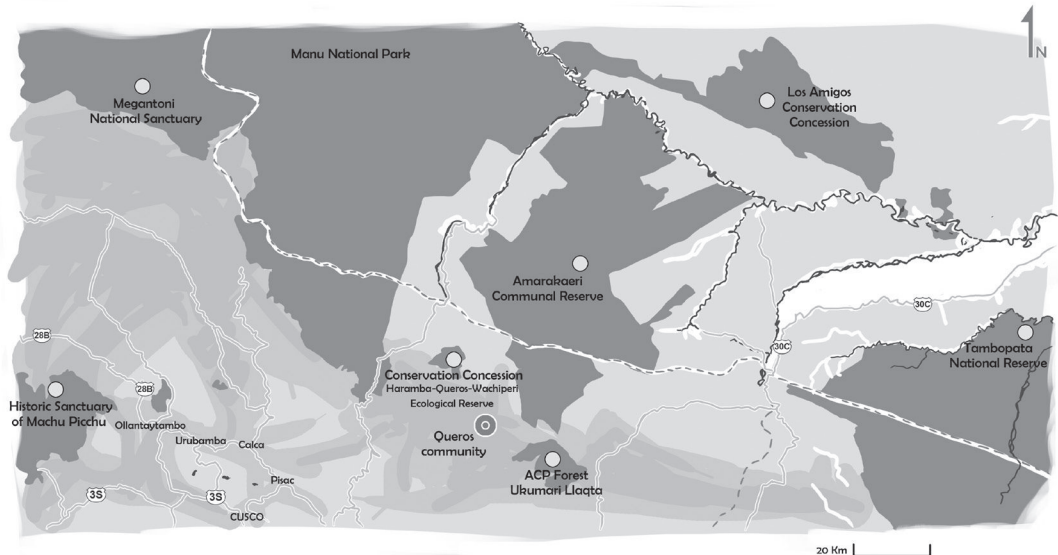 N
Manu National Park
Megantoni
National Sanctuary
Los Amigos
Conservation
Concession
Amarakaeri
Communal Reserve
30C
28B
30C
Tambopata
National Reserve
Conservation Concession
Haramba-Queros-Wachiperi
Ecological Reserve
28B
Historic Sanctuary
of Machu Picchu
Ollantaytambo
Queros
community
Urubamba
Calca
ACP Forest
Ukumari Llaqta
Pisac
3S
3S
CUSCO
20 Km